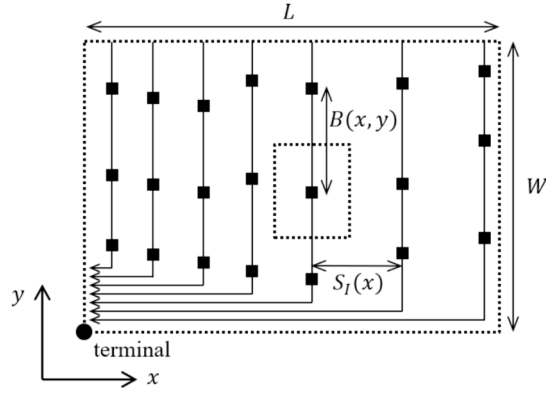 L
B(x, y)
W
S_I(x)
y
terminal
x